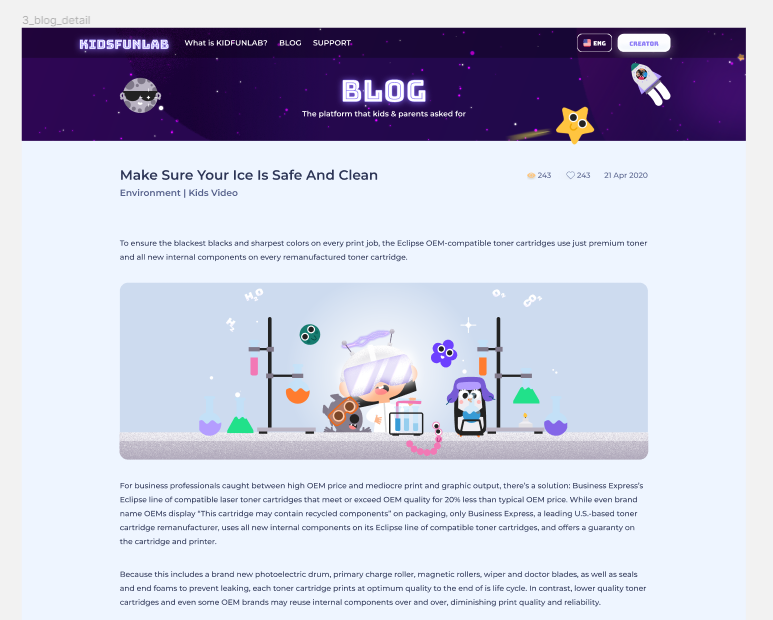 3_blog_detail
KIDSFUNLAB What is KIDFUNLAB? BLOG SUPPORT ENG CREATOR
BLOG
The platform that kids & parents asked for
Make Sure Your Ice Is Safe And Clean 243 243 21 Apr 2020
Environment | Kids Video
To ensure the blackest blacks and sharpest colors on every print job, the Eclipse OEM-compatible toner cartridges use just premium toner
and all new internal components on every remanufactured toner cartridge.
H₂O
For business professionals caught between high OEM price and mediocre print and graphic output, there's a solution: Business Express's
Eclipse line of compatible laser toner cartridges that meet or exceed OEM quality for 20% less than typical OEM price. While even brand
name OEMs display "This cartridge may contain recycled components" on packaging, only Business Express, a leading U.S.-based toner
cartridge remanufacturer, uses all new internal components on its Eclipse line of compatible toner cartridges, and offers a guaranty on
the cartridge and printer.
Because this includes a brand new photoelectric drum, primary charge roller, magnetic rollers, wiper and doctor blades, as well as seals
and end foams to prevent leaking, each toner cartridge prints at optimum quality to the end of is life cycle. In contrast, lower quality toner
cartridges and even some OEM brands may reuse internal components over and over, diminishing print quality and reliability.